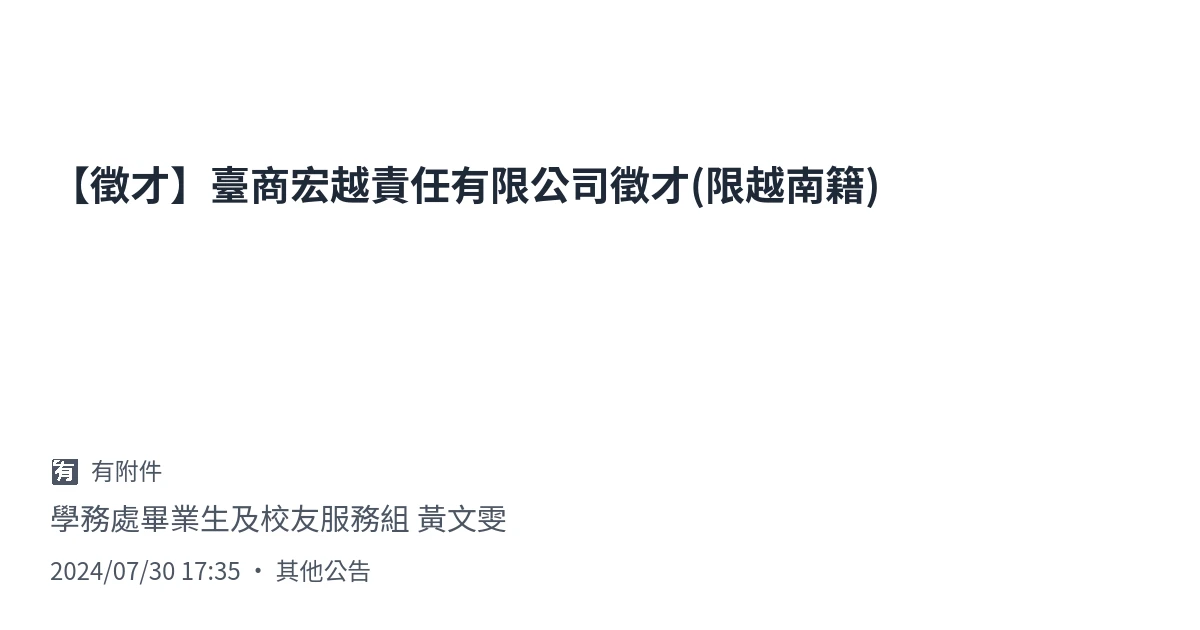 【徵才】臺商宏越責任有限公司徵才(限越南籍)
有 有附件
學務處畢業生及校友服務組 黃文雯
2024/07/30 17:35 • 其他公告